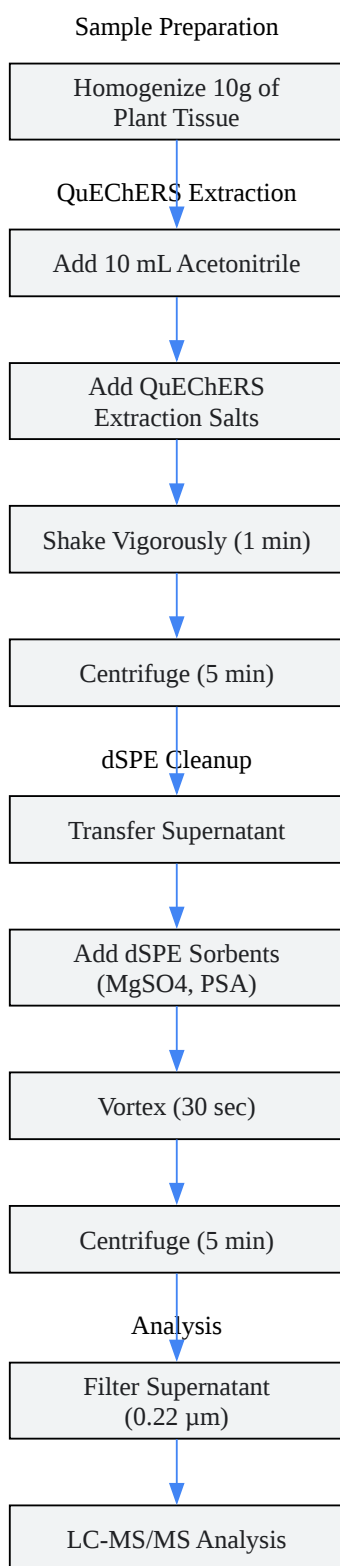 Sample Preparation
Homogenize 10g of
Plant Tissue
QuEChERS Extraction
Add 10 mL Acetonitrile
Add QuEChERS
Extraction Salts
Shake Vigorously (1 min)
Centrifuge (5 min)
dSPE Cleanup
Transfer Supernatant
Add dSPE Sorbents
(MgSO4, PSA)
Vortex (30 sec)
Centrifuge (5 min)
Analysis
Filter Supernatant
(0.22 µm)
LC-MS/MS Analysis